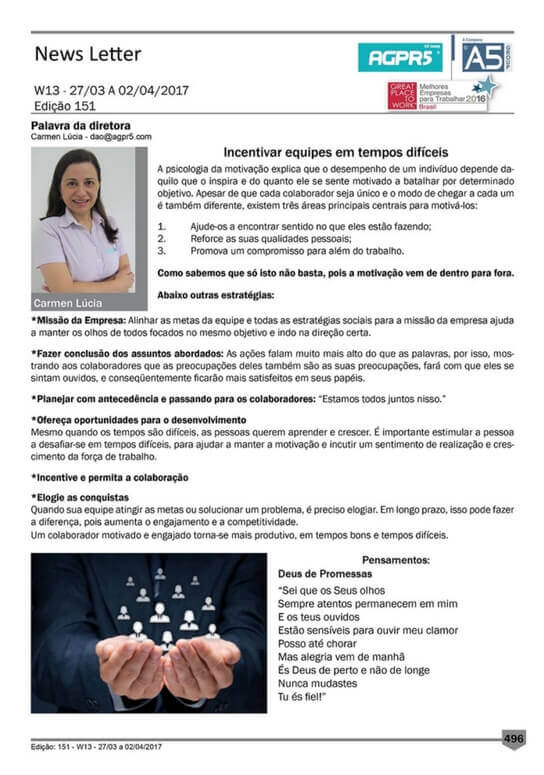 News Letter
AGPR5
A Company
A5
GROUP
W13 - 27/03 A 02/04/2017
Edição 151
GREAT
PLACE
TO
WORK
Brasil
Melhores
Empresas
para Trabalhar 2016
Palavra da diretora
Carmen Lúcia - dao@agpr5.com
Incentivar equipes em tempos difíceis
A psicologia da motivação explica que o desempenho de um indivíduo depende da-
quilo que o inspira e do quanto ele se sente motivado a batalhar por determinado
objetivo. Apesar de que cada colaborador seja único e o modo de chegar a cada um
é também diferente, existem três áreas principais centrais para motivá-los:
1. Ajude-os a encontrar sentido no que eles estão fazendo;
2. Reforce as suas qualidades pessoais;
3. Promova um compromisso para além do trabalho.
Como sabemos que só isto não basta, pois a motivação vem de dentro para fora.
Abaixo outras estratégias:
Carmen Lúcia
*Missão da Empresa: Alinhar as metas da equipe e todas as estratégias sociais para a missão da empresa ajuda
a manter os olhos de todos focados no mesmo objetivo e indo na direção certa.
*Fazer conclusão dos assuntos abordados: As ações falam muito mais alto do que as palavras, por isso, mos-
trando aos colaboradores que as preocupações deles também são as suas preocupações, fará com que eles se
sintam ouvidos, e conseqüentemente ficarão mais satisfeitos em seus papéis.
*Planejar com antecedência e passando para os colaboradores: “Estamos todos juntos nisso.”
*Ofereça oportunidades para o desenvolvimento
Mesmo quando os tempos são difíceis, as pessoas querem aprender e crescer. É importante estimular a pessoa
a desafiar-se em tempos difíceis, para ajudar a manter a motivação e incutir um sentimento de realização e cres-
cimento da força de trabalho.
*Incentive e permita a colaboração
*Elogie as conquistas
Quando sua equipe atingir as metas ou solucionar um problema, é preciso elogiar. Em longo prazo, isso pode fazer
a diferença, pois aumenta o engajamento e a competitividade.
Um colaborador motivado e engajado torna-se mais produtivo, em tempos bons e tempos difíceis.
Pensamentos:
Deus de Promessas
“Sei que os Seus olhos
Sempre atentos permanecem em mim
E os teus ouvidos
Estão sensíveis para ouvir meu clamor
Posso até chorar
Mas alegria vem de manhã
És Deus de perto e não de longe
Nunca mudastes
Tu és fiel!”
496
Edição: 151 - W13 - 27/03 a 02/04/2017